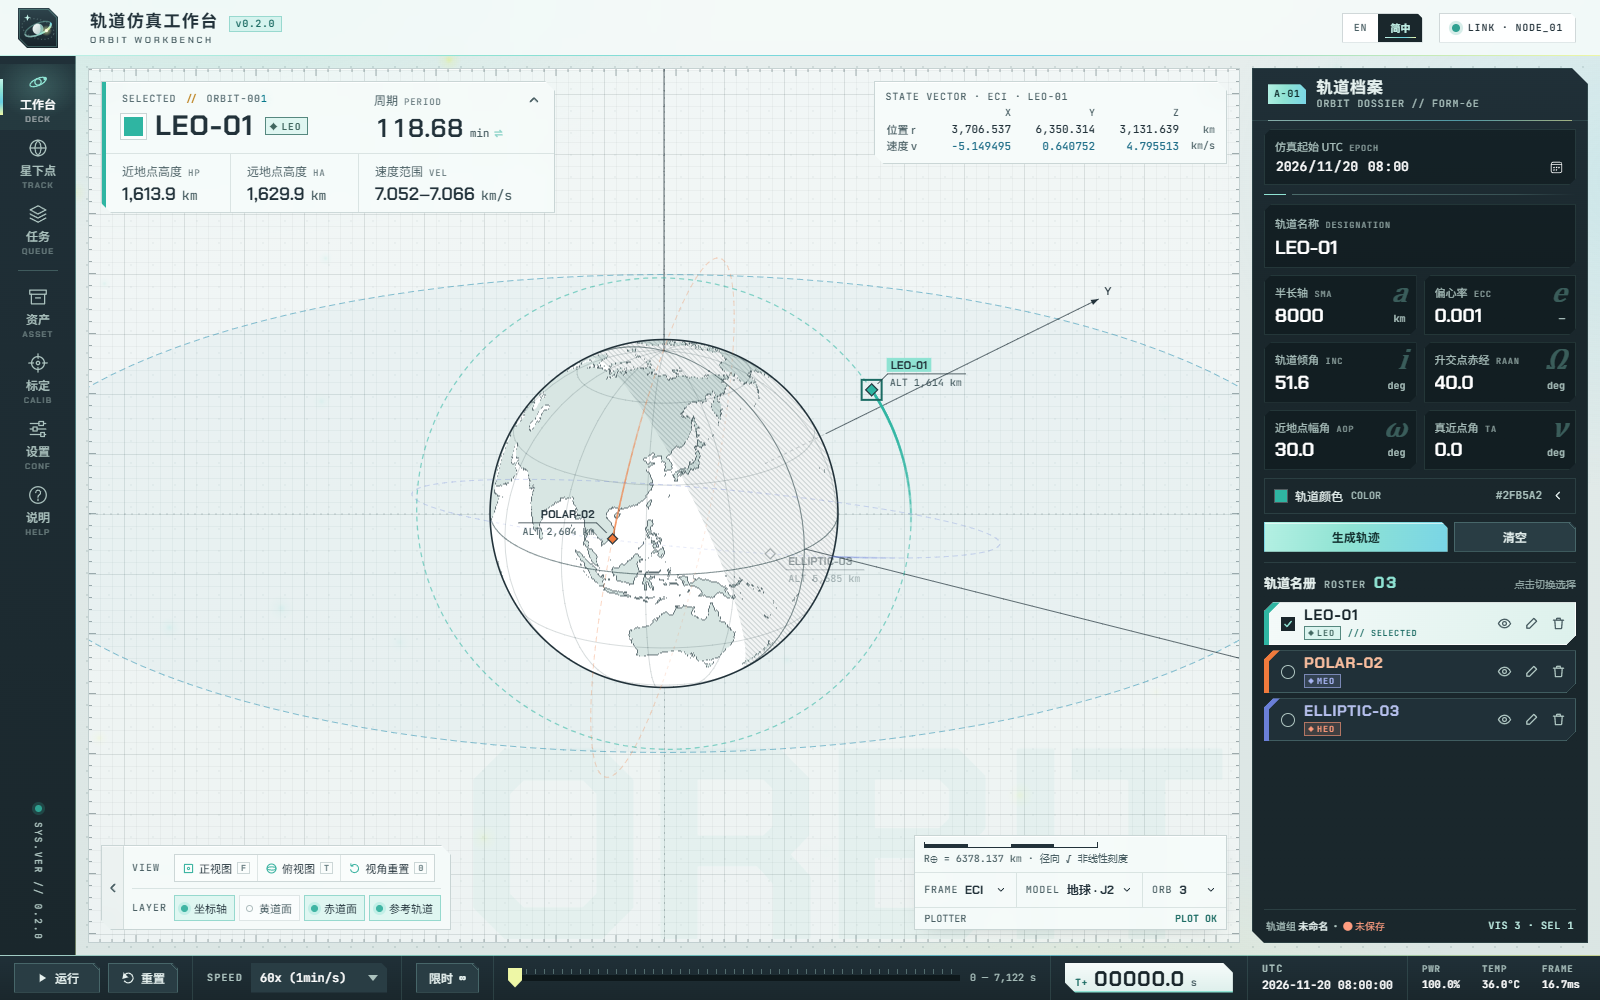 轨道仿真工作台 v0.2.0
ORBIT WORKBENCH
EN 简中
LINK · NODE_01
工作台
DECK
星下点
TRACK
任务
QUEUE
资产
ASSET
标定
CALIB
设置
CONF
说明
HELP
SYS.VER // 0.2.0
SELECTED // ORBIT-001
LEO-01 ◆ LEO
周期 PERIOD
118.68 min ⇌
近地点高度 HP
1,613.9 km
远地点高度 HA
1,629.9 km
速度范围 VEL
7.052–7.066 km/s
STATE VECTOR · ECI · LEO-01
X Y Z
位置 r 3,706.537 6,350.314 3,131.639 km
速度 v -5.149495 0.640752 4.795513 km/s
Y
LEO-01
ALT 1,614 km
POLAR-02
ALT 2,604 km
ELLIPTIC-03
ALT 6,585 km
ORBIT
VIEW 正视图 F 俯视图 T 视角重置 0
LAYER 坐标轴 黄道面 赤道面 参考轨道
R⊕ = 6378.137 km · 径向 √ 非线性刻度
FRAME ECI MODEL 地球 · J2 ORB 3
PLOTTER PLOT OK
A-01 轨道档案
ORBIT DOSSIER // FORM-6E
仿真起始 UTC EPOCH
2026/11/20 08:00
轨道名称 DESIGNATION
LEO-01
半长轴 SMA a
8000 km
偏心率 ECC e
0.001 –
轨道倾角 INC i
51.6 deg
升交点赤经 RAAN Ω
40.0 deg
近地点幅角 AOP ω
30.0 deg
真近点角 TA ν
0.0 deg
轨道颜色 COLOR #2FB5A2
生成轨迹 清空
轨道名册 ROSTER 03 点击切换选择
LEO-01
◆ LEO /// SELECTED
POLAR-02
◆ MEO
ELLIPTIC-03
◆ HEO
轨道组 未命名 · 未保存 VIS 3 · SEL 1
运行 重置 SPEED 60x (1min/s) 限时 ∞ 0 — 7,122 s
T+ 00000.0 s
UTC
2026-11-20 08:00:00
PWR
100.0%
TEMP
36.0°C
FRAME
16.7ms